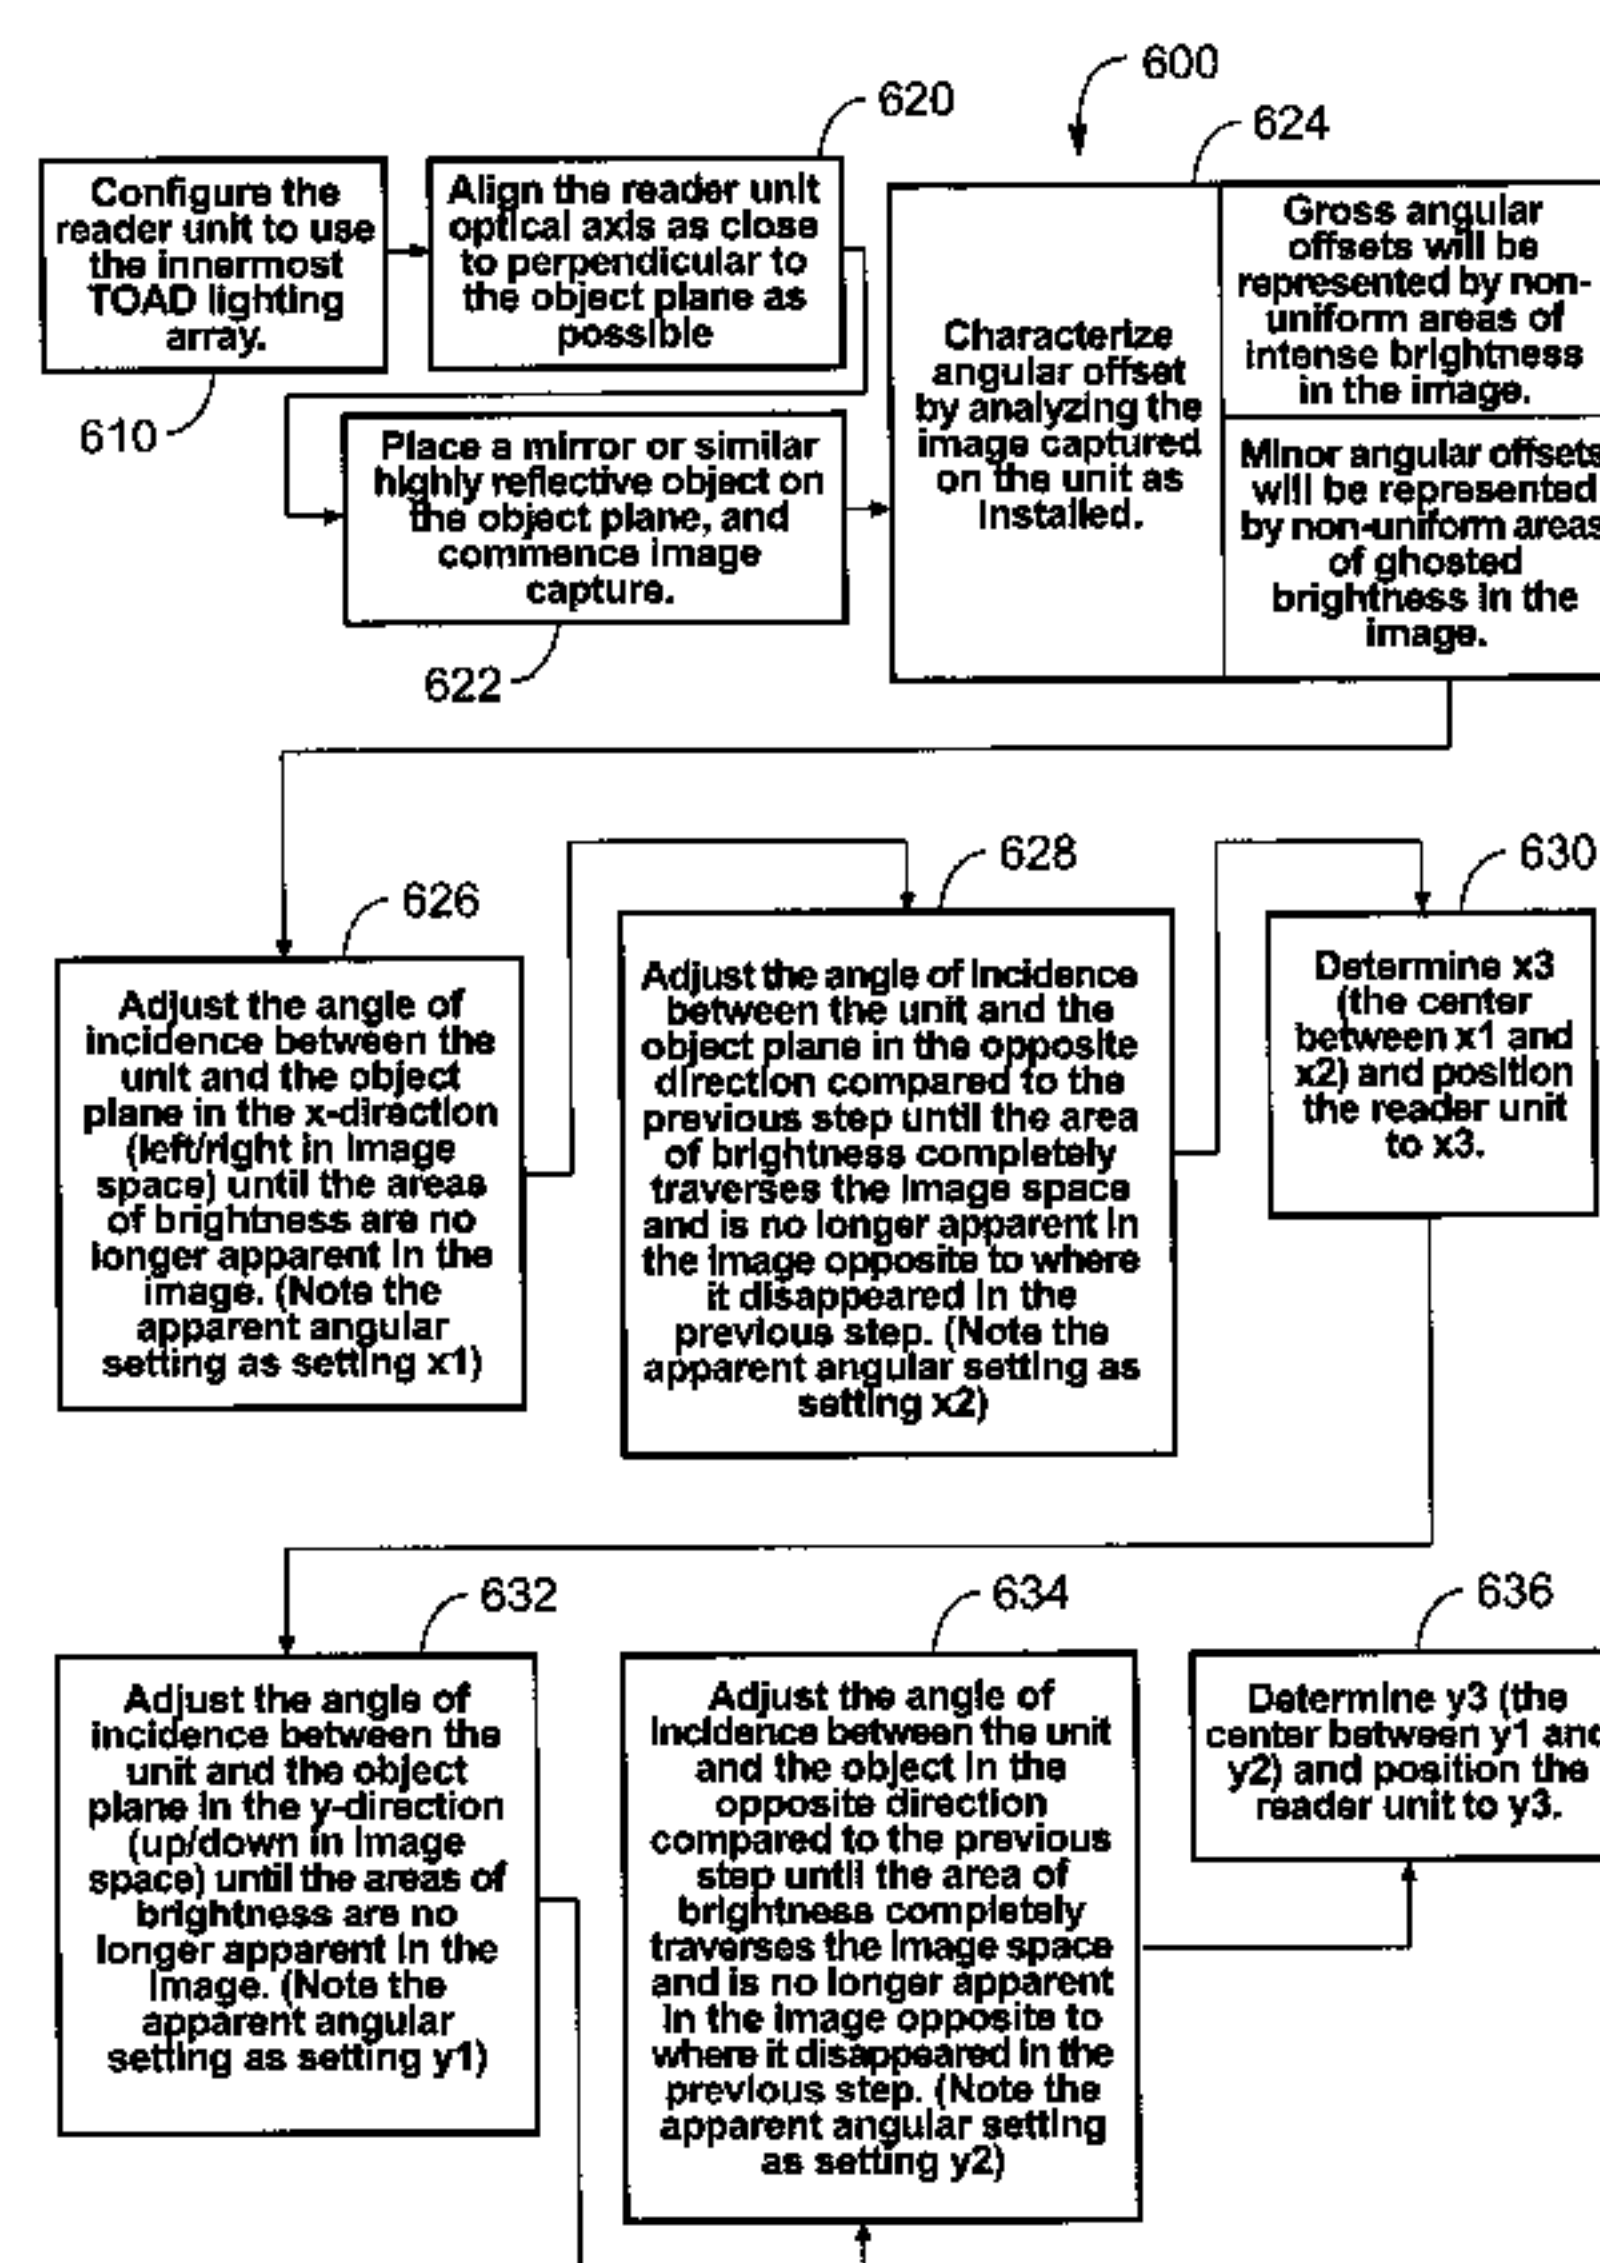 600
620
624
Configure the
reader unit to use
the innermost
TOAD lighting
array.
610
Align the reader unit
optical axis as close
to perpendicular to
the object plane as
possible
Place a mirror or similar
highly reflective object on
the object plane, and
commence image
capture.
622
Characterize
angular offset
by analyzing the
image captured
on the unit as
Installed.
Gross angular
offsets will be
represented by non-
uniform areas of
intense brightness
in the image.
Minor angular offsets
will be represented
by non-uniform areas
of ghosted
brightness in the
image.
626
Adjust the angle of
incidence between the
unit and the object
plane in the x-direction
(left/right in image
space) until the areas
of brightness are no
longer apparent in the
image. (Note the
apparent angular
setting as setting x1)
628
Adjust the angle of incidence
between the unit and the
object plane in the opposite
direction compared to the
previous step until the area
of brightness completely
traverses the image space
and is no longer apparent in
the image opposite to where
it disappeared in the
previous step. (Note the
apparent angular setting as
setting x2)
630
Determine x3
(the center
between x1 and
x2) and position
the reader unit
to x3.
632
Adjust the angle of
incidence between the
unit and the object
plane in the y-direction
(up/down in image
space) until the areas of
brightness are no
longer apparent in the
image. (Note the
apparent angular
setting as setting y1)
634
Adjust the angle of
incidence between the unit
and the object in the
opposite direction
compared to the previous
step until the area of
brightness completely
traverses the image space
and is no longer apparent
in the image opposite to
where it disappeared in the
previous step. (Note the
apparent angular setting
as setting y2)
636
Determine y3 (the
center between y1 and
y2) and position the
reader unit to y3.